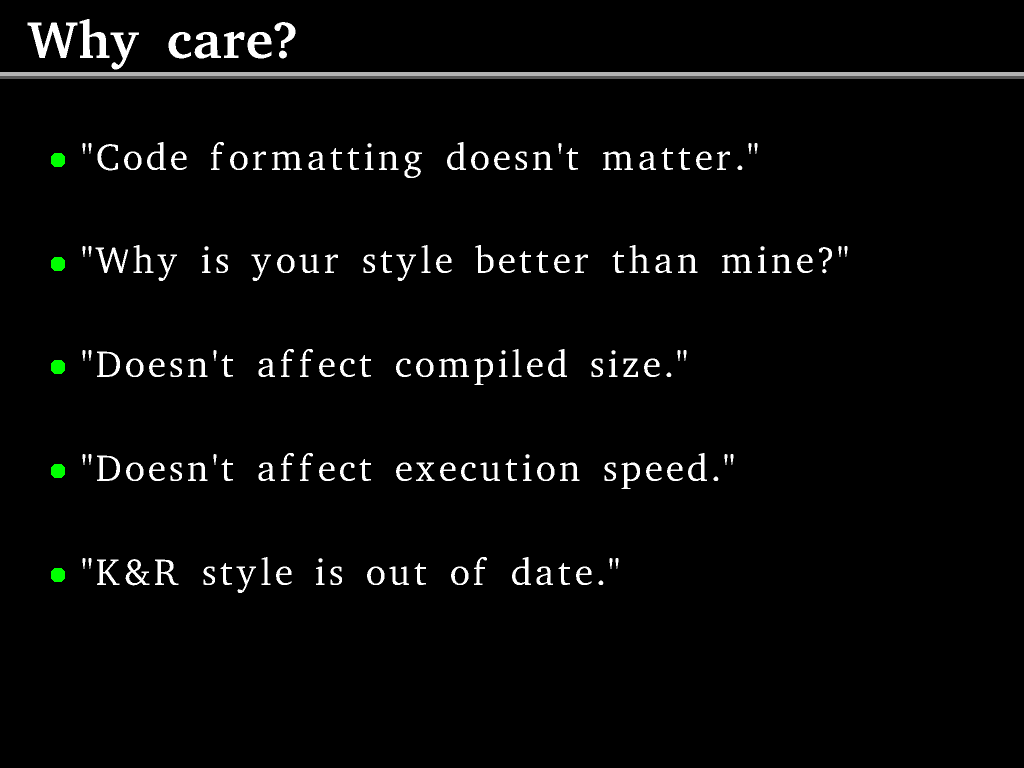 Why care?
"Code formatting doesn't matter."
"Why is your style better than mine?"
"Doesn't affect compiled size."
"Doesn't affect execution speed."
"K&R style is out of date."